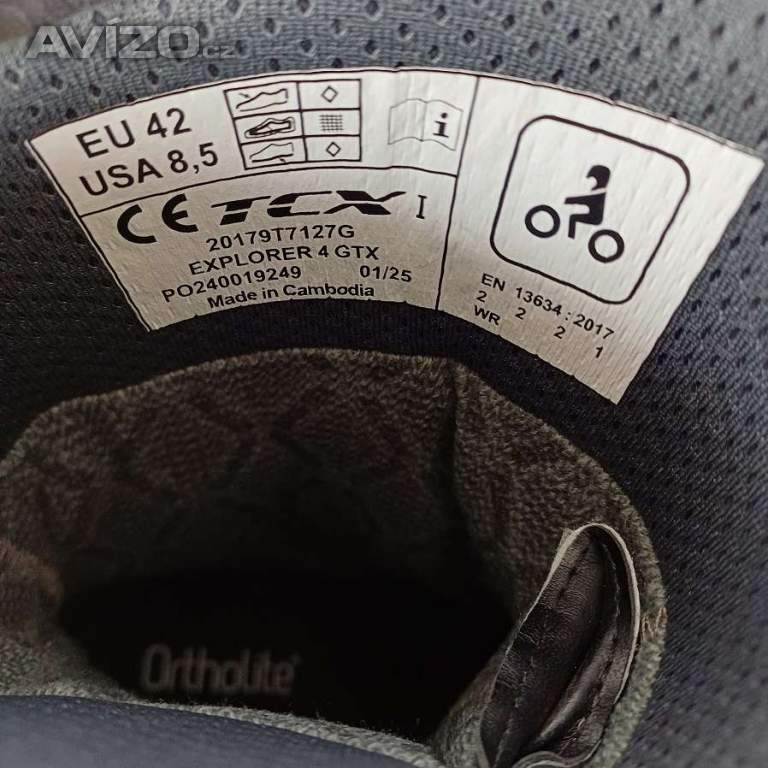 AVÍZO.cz
EU 42
USA 8,5
i
CE TCX I
20179T7127G
EXPLORER 4 GTX
PO240019249 01/25
Made in Cambodia
EN 13634 : 2017
2 2 2 1
WR
Ortholite